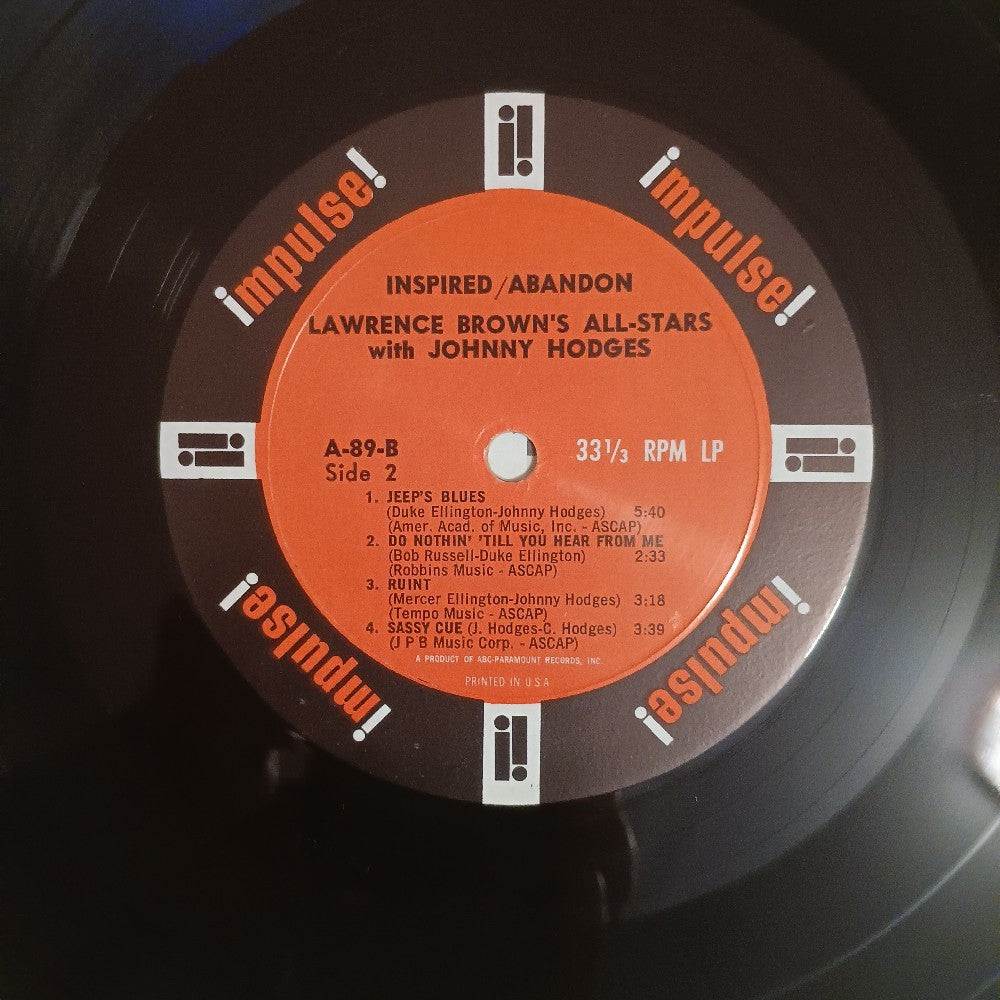 impulse!
impulse!
INSPIRED/ABANDON
LAWRENCE BROWN'S ALL-STARS
with JOHNNY HODGES
A-89-B
33 1/3 RPM LP
Side 2
1. JEEP'S BLUES
(Duke Ellington-Johnny Hodges) 5:40
(Amer. Acad. of Music, Inc. - ASCAP)
2. DO NOTHIN' 'TILL YOU HEAR FROM ME
(Bob Russell-Duke Ellington) 2:33
(Robbins Music - ASCAP)
3. RUINT
(Mercer Ellington-Johnny Hodges) 3:18
(Tempo Music - ASCAP)
4. SASSY CUE (J. Hodges-C. Hodges) 3:39
(J P B Music Corp. - ASCAP)
A PRODUCT OF ABC-PARAMOUNT RECORDS, INC.
PRINTED IN U.S.A
impulse!
impulse!